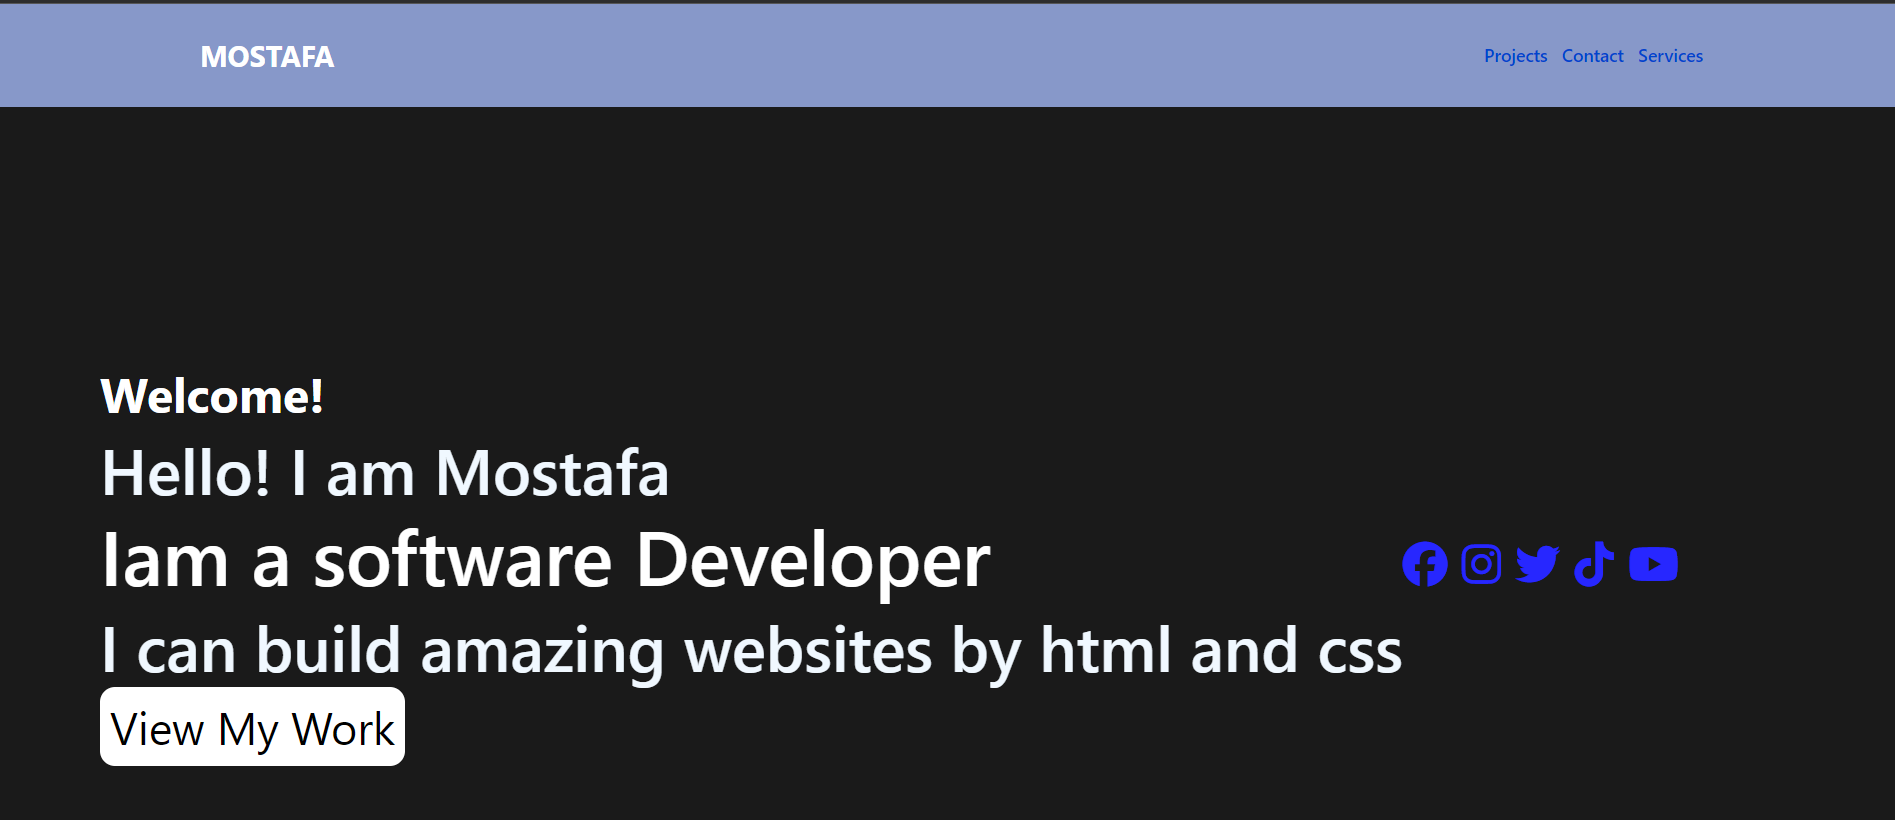 MOSTAFA
Projects Contact Services
Welcome!
Hello! I am Mostafa
Iam a software Developer
I can build amazing websites by html and css
View My Work